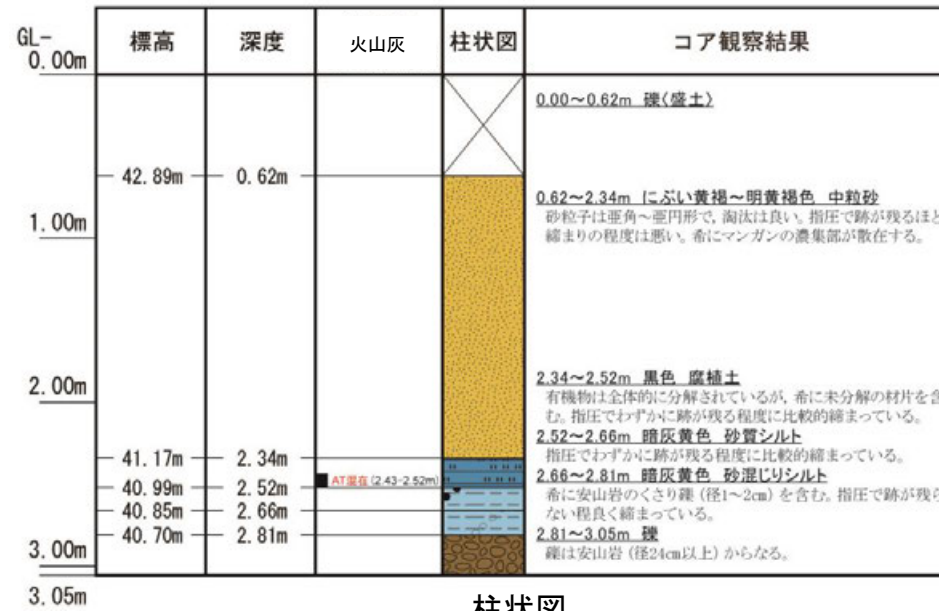 GL-
0.00m
標高
深度
火山灰
柱状図
コア観察結果
0.00～0.62m 礫〈盛土〉
42.89m
0.62m
0.62～2.34m にぶい黄褐～明黄褐色 中粒砂
砂粒子は亜角～亜円形で, 淘汰は良い。指圧で跡が残るほど
締まりの程度は悪い。希にマンガンの濃集部が散在する。
1.00m
2.00m
2.34～2.52m 黒色 腐植土
有機物は全体的に分解されているが, 希に未分解の材片を含
む。指圧でわずかに跡が残る程度に比較的締まっている。
41.17m
2.34m
2.52～2.66m 暗灰黄色 砂質シルト
指圧でわずかに跡が残る程度に比較的締まっている。
AT混在 (2.43-2.52m)
40.99m
2.52m
2.66～2.81m 暗灰黄色 砂混じりシルト
希に安山岩のくさり礫 (径1～2cm) を含む。指圧で跡が残ら
ない程良く締まっている。
40.85m
2.66m
40.70m
2.81m
2.81～3.05m 礫
礫は安山岩 (径24cm以上) からなる。
3.00m
3.05m
柱状図